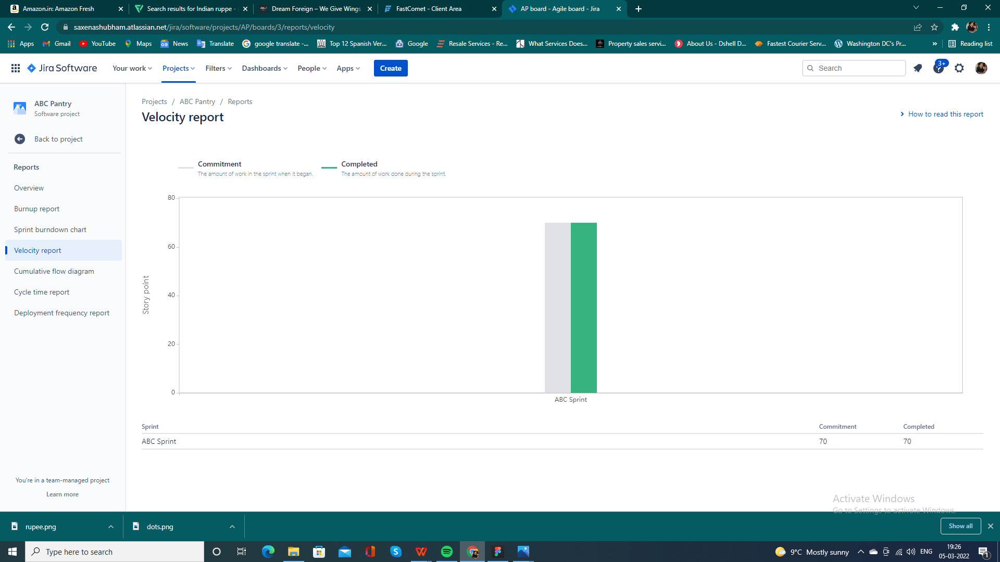 Amazon.in: Amazon Fresh
Search results for Indian ruppe -
Dream Foreign – We Give Wings
FastComet - Client Area
AP board - Agile board - Jira
saxenashubham.atlassian.net/jira/software/projects/AP/boards/3/reports/velocity
Apps
Gmail
YouTube
Maps
News
Translate
google translate -...
Top 12 Spanish Ver...
Google
Resale Services - Re...
What Services Does...
Property sales servi...
About Us - Dshell D...
Fastest Courier Serv...
Washington DC's Pr...
»
Reading list
Jira Software
Your work
Projects
Filters
Dashboards
People
Apps
Create
Search
3+
ABC Pantry
Software project
Back to project
Reports
Overview
Burnup report
Sprint burndown chart
Velocity report
Cumulative flow diagram
Cycle time report
Deployment frequency report
You're in a team-managed project
Learn more
Projects / ABC Pantry / Reports
Velocity report
How to read this report
Commitment
The amount of work in the sprint when it began.
Completed
The amount of work done during the sprint.
80
60
40
20
0
Story point
ABC Sprint
Sprint Commitment Completed
ABC Sprint 70 70
Activate Windows
Go to Settings to activate Windows.
rupee.png
dots.png
Show all
Type here to search
9°C Mostly sunny
ENG
19:26
05-03-2022
1